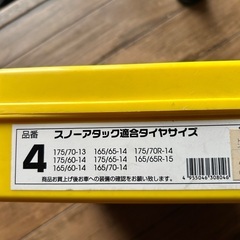 品番
4
スノーアタック適合タイヤサイズ
175/70-13 165/65-14 175/70R-14
175/60-14 175/65-14 165/65R-15
165/60-14 165/70-14
商品お買上げ後お車への装備の確認をお願いします。
4 955046 308046